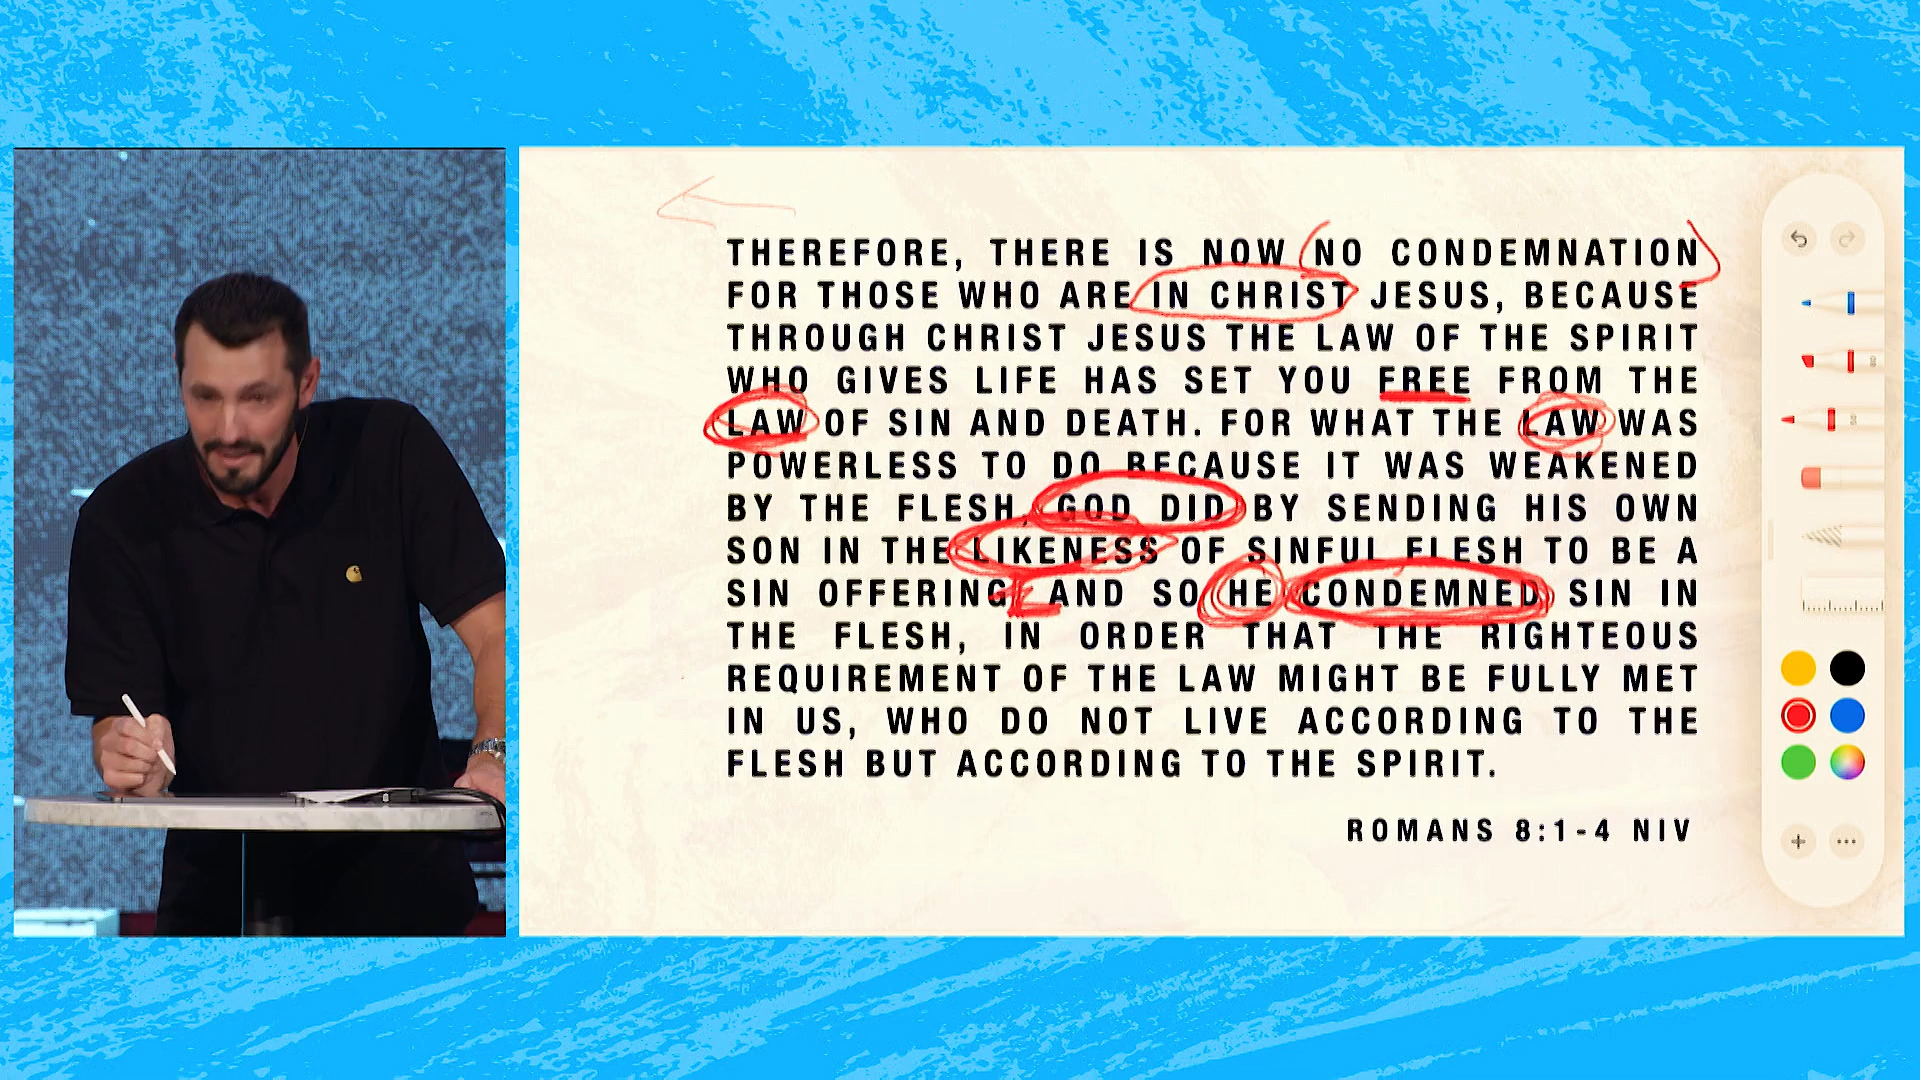 THEREFORE, THERE IS NOW NO CONDEMNATION
FOR THOSE WHO ARE IN CHRIST JESUS, BECAUSE
THROUGH CHRIST JESUS THE LAW OF THE SPIRIT
WHO GIVES LIFE HAS SET YOU FREE FROM THE
LAW OF SIN AND DEATH. FOR WHAT THE LAW WAS
POWERLESS TO DO BECAUSE IT WAS WEAKENED
BY THE FLESH, GOD DID BY SENDING HIS OWN
SON IN THE LIKENESS OF SINFUL FLESH TO BE A
SIN OFFERING. AND SO HE CONDEMNED SIN IN
THE FLESH, IN ORDER THAT THE RIGHTEOUS
REQUIREMENT OF THE LAW MIGHT BE FULLY MET
IN US, WHO DO NOT LIVE ACCORDING TO THE
FLESH BUT ACCORDING TO THE SPIRIT.
ROMANS 8:1-4 NIV